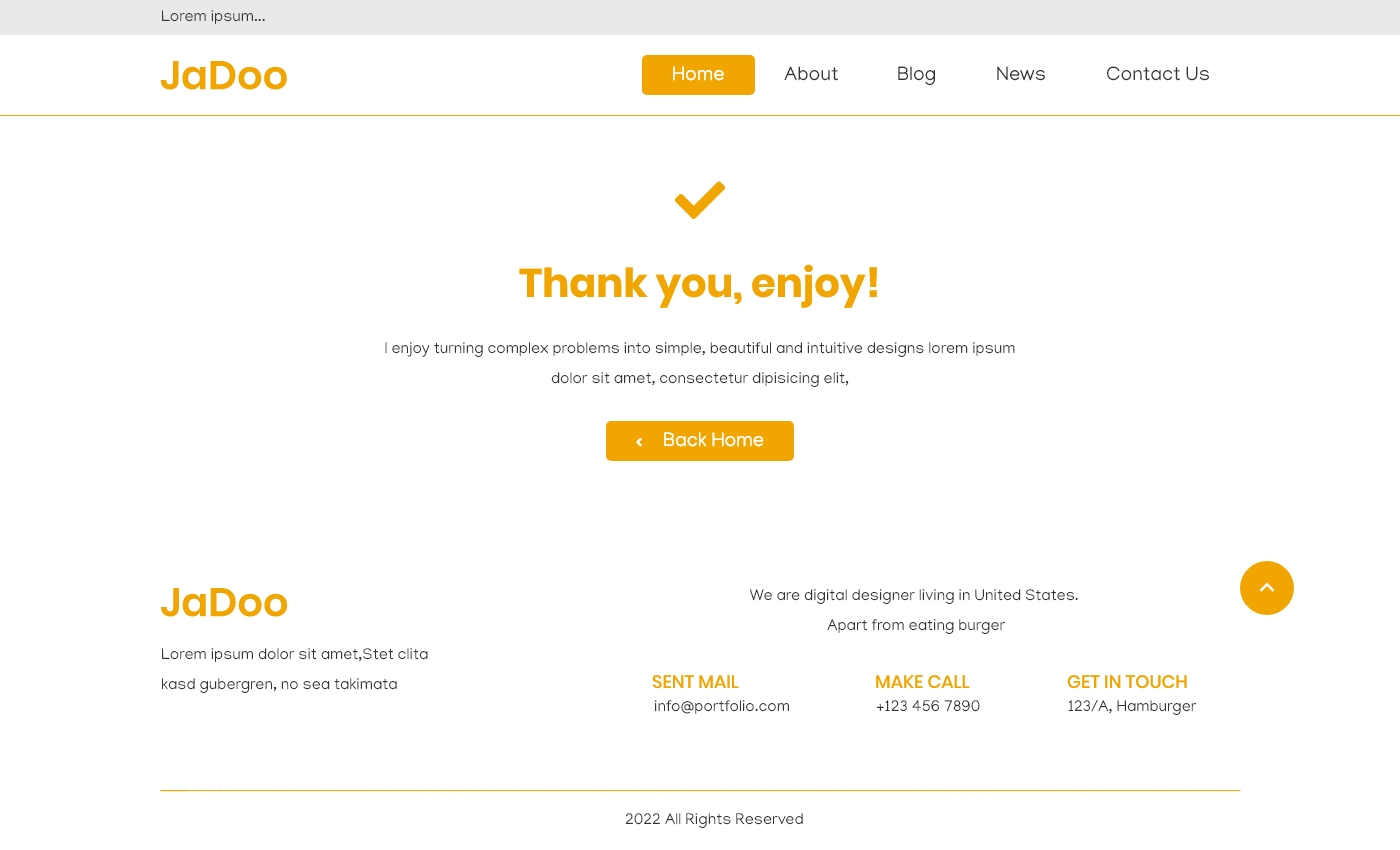 Lorem ipsum...
JaDoo
Home About Blog News Contact Us
Thank you, enjoy!
I enjoy turning complex problems into simple, beautiful and intuitive designs lorem ipsum
dolor sit amet, consectetur dipisicing elit,
Back Home
JaDoo
Lorem ipsum dolor sit amet,Stet clita
kasd gubergren, no sea takimata
We are digital designer living in United States.
Apart from eating burger
SENT MAIL
info@portfolio.com
MAKE CALL
+123 456 7890
GET IN TOUCH
123/A, Hamburger
2022 All Rights Reserved